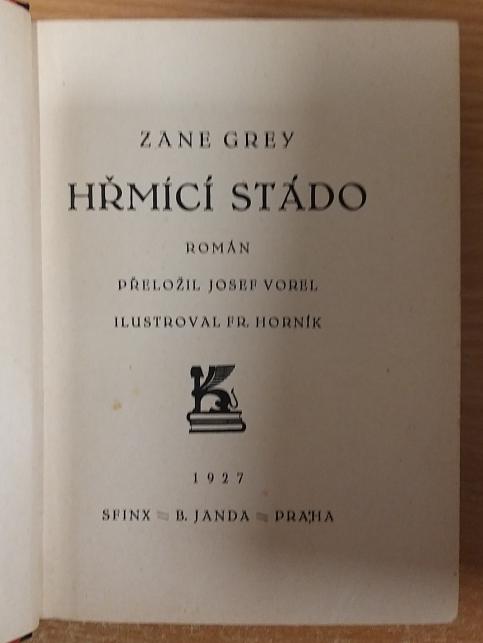 ZANE GREY
HŘMÍCÍ STÁDO
ROMÁN
PŘELOŽIL JOSEF VOREL
ILUSTROVAL FR. HORNÍK
1927
SFINX = B. JANDA = PRAHA